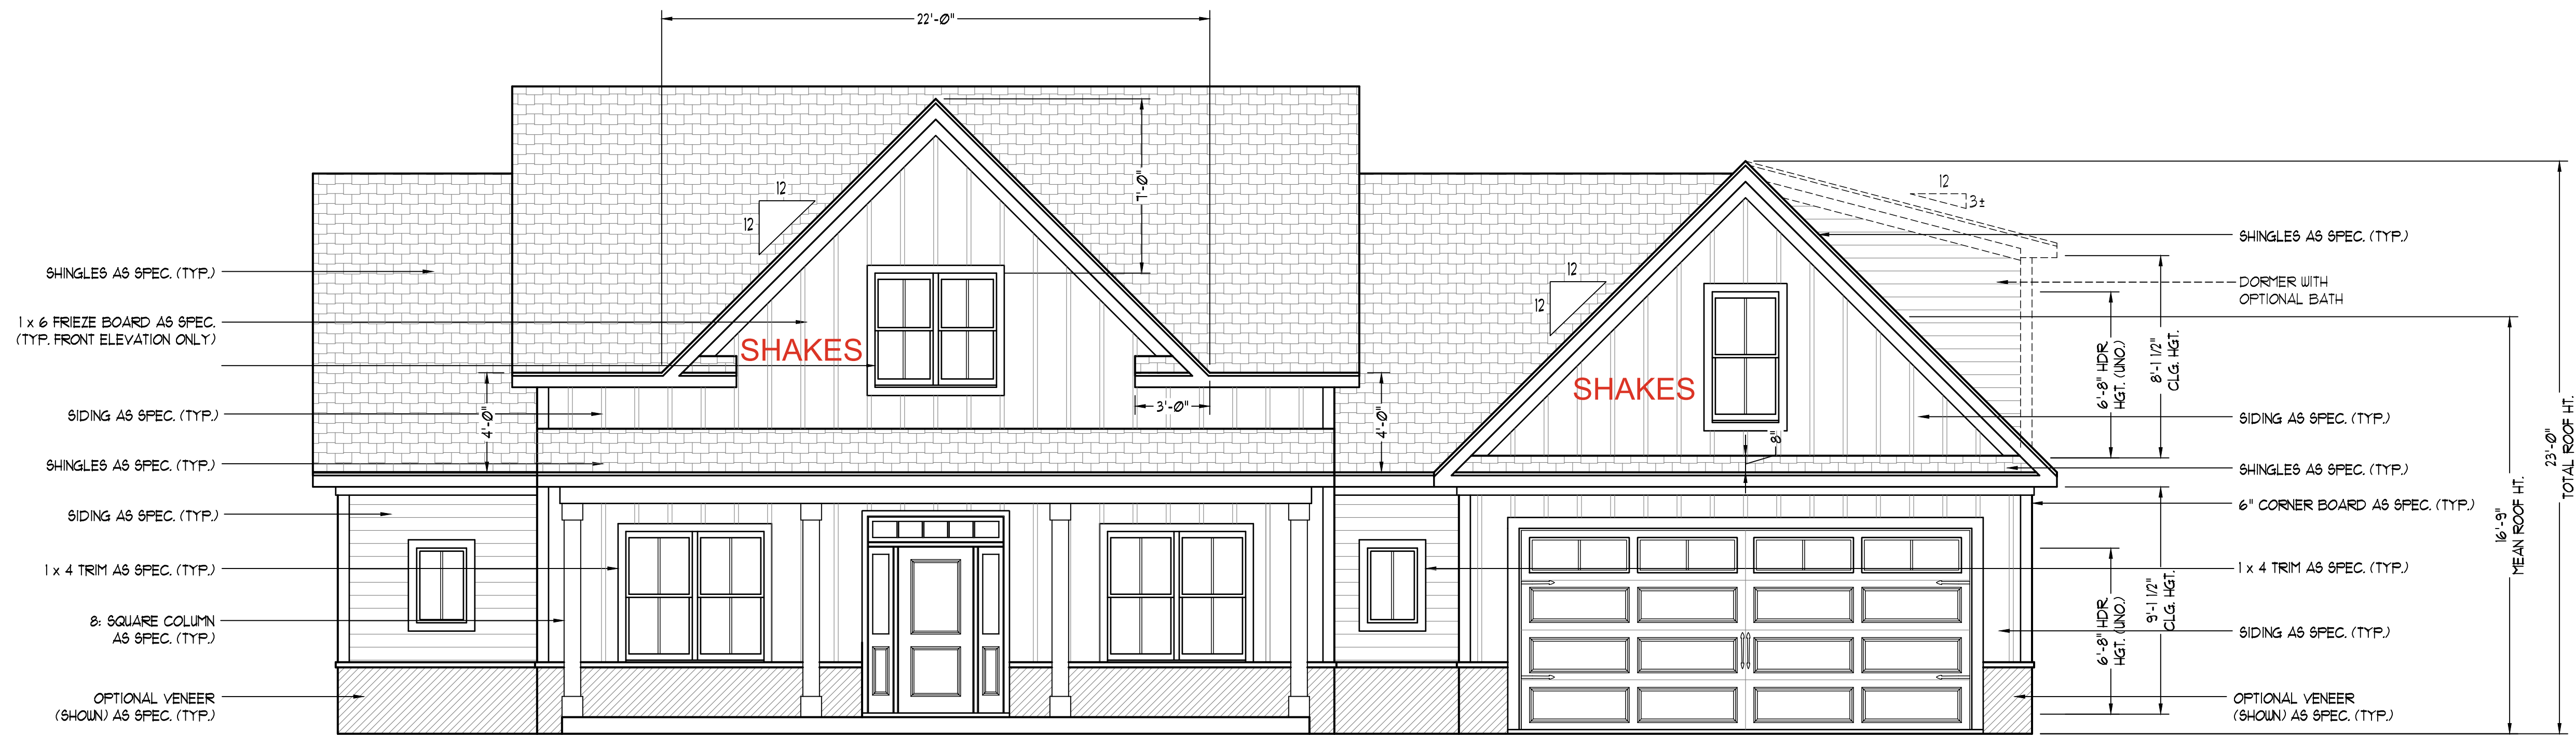 22'-0"
12
12
7'-0"
12
3±
SHINGLES AS SPEC. (TYP.)
SHINGLES AS SPEC. (TYP.)
12
12
DORMER WITH
OPTIONAL BATH
1 x 6 FRIEZE BOARD AS SPEC.
(TYP. FRONT ELEVATION ONLY)
SHAKES
SHAKES
6'-8" HDR.
HGT. (UNO.)
8'-1 1/2"
CLG. HGT.
23'-0"
TOTAL ROOF HT.
SIDING AS SPEC. (TYP.)
4'-0"
3'-0"
4'-0"
8"
SIDING AS SPEC. (TYP.)
SHINGLES AS SPEC. (TYP.)
SHINGLES AS SPEC. (TYP.)
SIDING AS SPEC. (TYP.)
6" CORNER BOARD AS SPEC. (TYP.)
16'-9"
MEAN ROOF HT.
1 x 4 TRIM AS SPEC. (TYP.)
1 x 4 TRIM AS SPEC. (TYP.)
6'-8" HDR.
HGT. (UNO.)
9'-1 1/2"
CLG. HGT.
8: SQUARE COLUMN
AS SPEC. (TYP.)
SIDING AS SPEC. (TYP.)
OPTIONAL VENEER
(SHOWN) AS SPEC. (TYP.)
OPTIONAL VENEER
(SHOWN) AS SPEC. (TYP.)